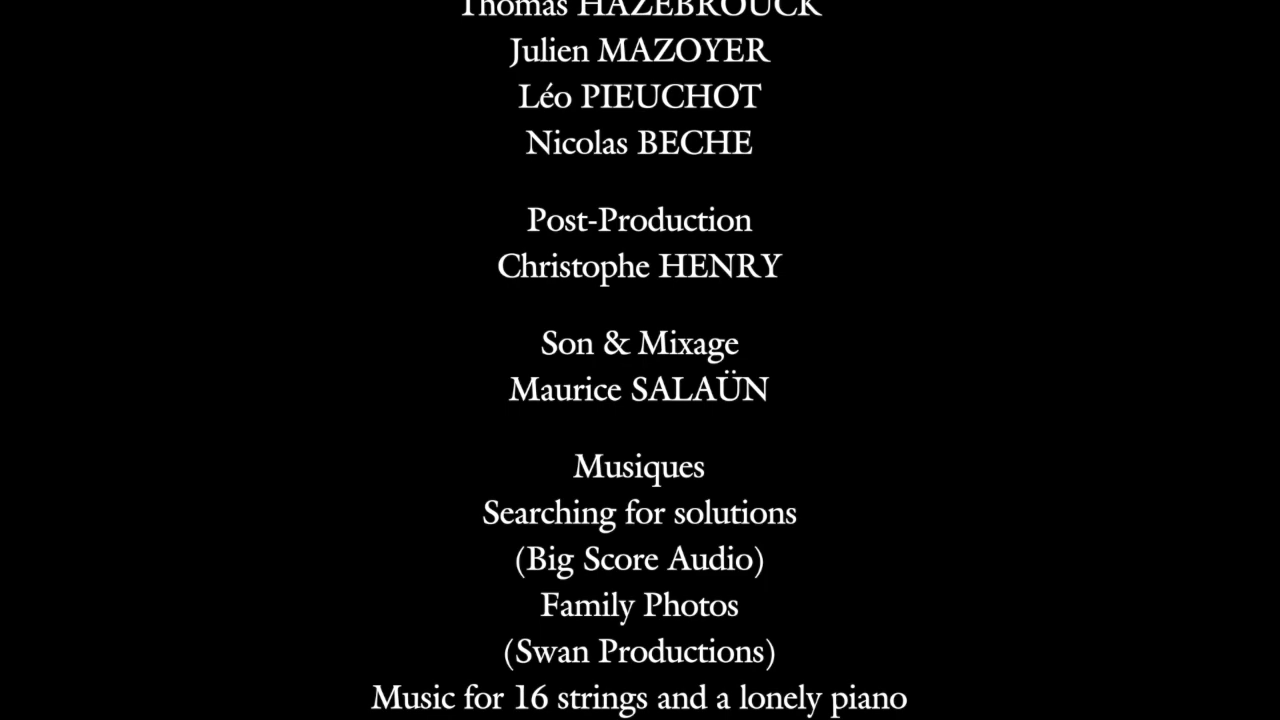 Thomas HAZEBROUCK
Julien MAZOYER
Léo PIEUCHOT
Nicolas BECHE
Post-Production
Christophe HENRY
Son & Mixage
Maurice SALAÜN
Musiques
Searching for solutions
(Big Score Audio)
Family Photos
(Swan Productions)
Music for 16 strings and a lonely piano